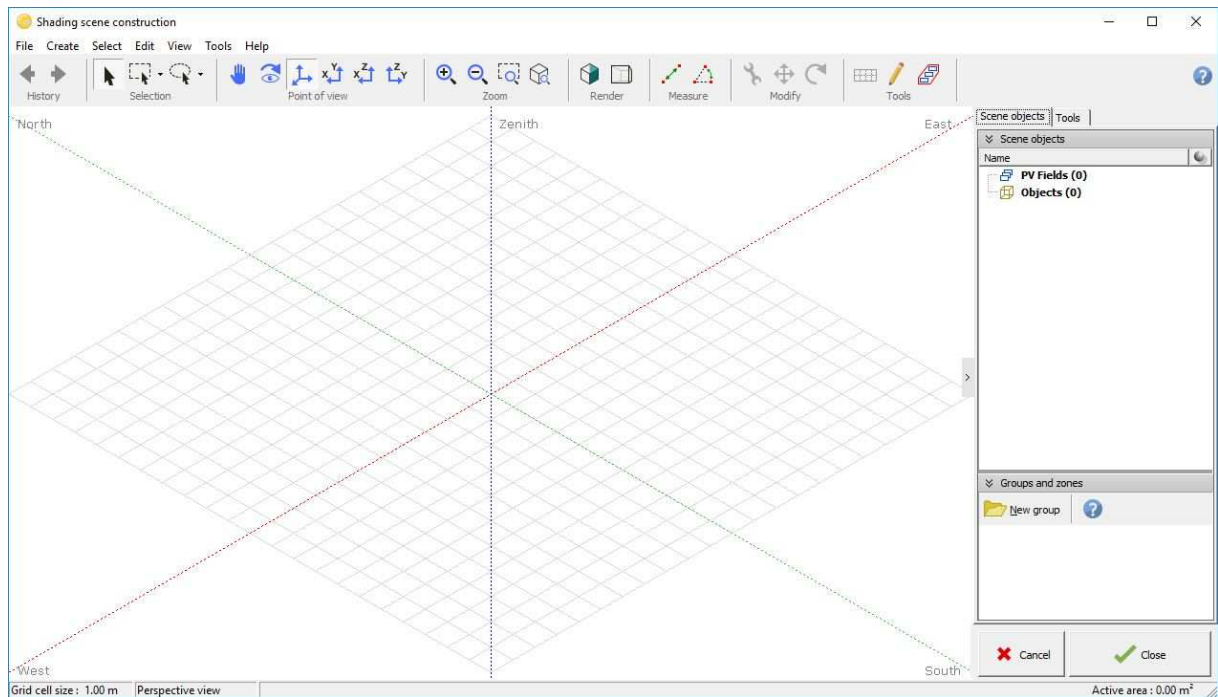 Shading scene construction
File Create Select Edit View Tools Help
X Y X Z Z Y
History Selection Point of view Zoom Render Measure Modify Tools
North Zenith East
Scene objects Tools
Scene objects
Name
PV Fields (0)
Objects (0)
>
Groups and zones
New group
Cancel Close
West South
Grid cell size : 1.00 m Perspective view Active area : 0.00 m²